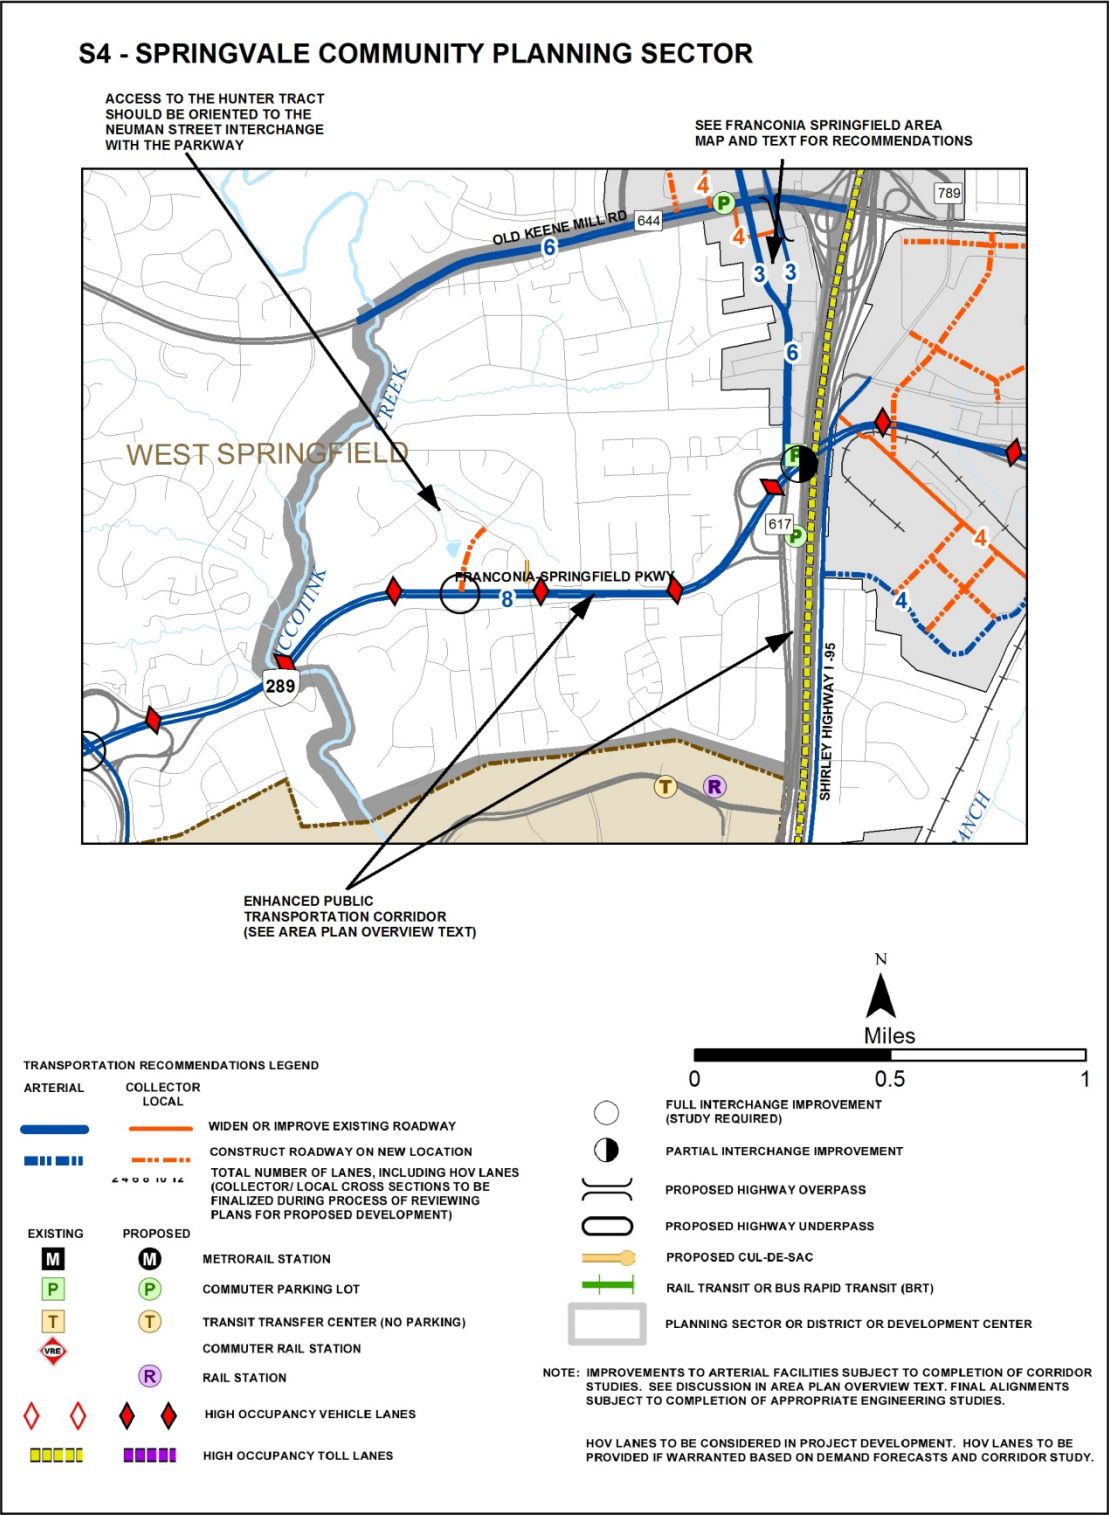 S4 - SPRINGVALE COMMUNITY PLANNING SECTOR
ACCESS TO THE HUNTER TRACT
SHOULD BE ORIENTED TO THE
NEUMAN STREET INTERCHANGE
WITH THE PARKWAY
SEE FRANCONIA SPRINGFIELD AREA
MAP AND TEXT FOR RECOMMENDATIONS
4
P
789
OLD KEENE MILL RD
644
6
4
3
3
6
CREEK
WEST SPRINGFIELD
P
617
P
4
FRANCONIA-SPRINGFIELD PKWY
8
4
CCOTINK
289
SHIRLEY HIGHWAY I -95
T
R
ANCH
ENHANCED PUBLIC
TRANSPORTATION CORRIDOR
(SEE AREA PLAN OVERVIEW TEXT)
N
Miles
0 0.5 1
TRANSPORTATION RECOMMENDATIONS LEGEND
ARTERIAL
COLLECTOR
LOCAL
WIDEN OR IMPROVE EXISTING ROADWAY
CONSTRUCT ROADWAY ON NEW LOCATION
2 4 6 8 10 12
TOTAL NUMBER OF LANES, INCLUDING HOV LANES
(COLLECTOR/ LOCAL CROSS SECTIONS TO BE
FINALIZED DURING PROCESS OF REVIEWING
PLANS FOR PROPOSED DEVELOPMENT)
EXISTING
PROPOSED
M M METRORAIL STATION
P P COMMUTER PARKING LOT
T T TRANSIT TRANSFER CENTER (NO PARKING)
VRE COMMUTER RAIL STATION
R RAIL STATION
HIGH OCCUPANCY VEHICLE LANES
HIGH OCCUPANCY TOLL LANES
FULL INTERCHANGE IMPROVEMENT
(STUDY REQUIRED)
PARTIAL INTERCHANGE IMPROVEMENT
PROPOSED HIGHWAY OVERPASS
PROPOSED HIGHWAY UNDERPASS
PROPOSED CUL-DE-SAC
RAIL TRANSIT OR BUS RAPID TRANSIT (BRT)
PLANNING SECTOR OR DISTRICT OR DEVELOPMENT CENTER
NOTE: IMPROVEMENTS TO ARTERIAL FACILITIES SUBJECT TO COMPLETION OF CORRIDOR
STUDIES. SEE DISCUSSION IN AREA PLAN OVERVIEW TEXT. FINAL ALIGNMENTS
SUBJECT TO COMPLETION OF APPROPRIATE ENGINEERING STUDIES.
HOV LANES TO BE CONSIDERED IN PROJECT DEVELOPMENT. HOV LANES TO BE
PROVIDED IF WARRANTED BASED ON DEMAND FORECASTS AND CORRIDOR STUDY.